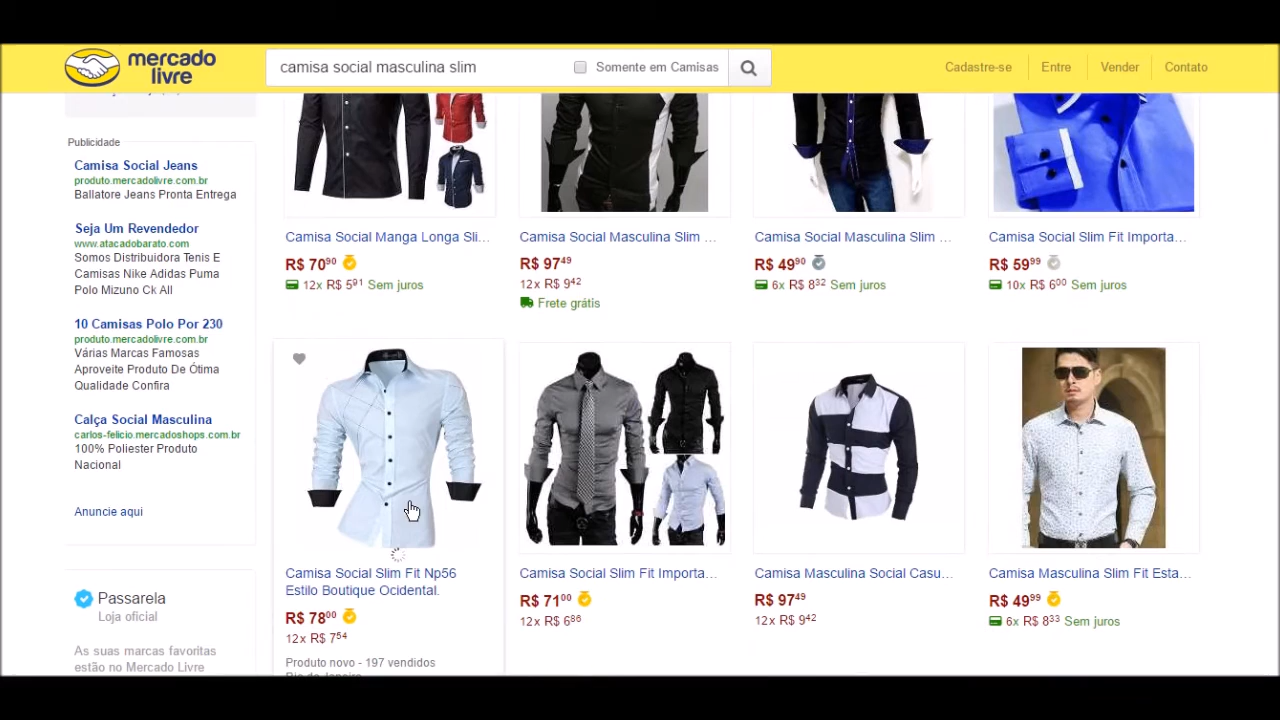 mercado
livre
camisa social masculina slim
Somente em Camisas
Cadastre-se
Entre
Vender
Contato
Publicidade
Camisa Social Jeans
produto.mercadolivre.com.br
Ballatore Jeans Pronta Entrega
Seja Um Revendedor
www.atacadobarato.com
Somos Distribuidora Tenis E
Camisas Nike Adidas Puma
Polo Mizuno Ck All
10 Camisas Polo Por 230
produto.mercadolivre.com.br
Várias Marcas Famosas
Aproveite Produto De Ótima
Qualidade Confira
Calça Social Masculina
carlos-felicio.mercadoshops.com.br
100% Poliester Produto
Nacional
Anuncie aqui
Passarela
Loja oficial
As suas marcas favoritas
estão no Mercado Livre
Camisa Social Manga Longa Sli...
R$ 70⁹⁰
12x R$ 5⁹¹ Sem juros
Camisa Social Masculina Slim ...
R$ 97⁴⁹
12x R$ 9⁴²
Frete grátis
Camisa Social Masculina Slim ...
R$ 49⁹⁰
6x R$ 8³² Sem juros
Camisa Social Slim Fit Importa...
R$ 59⁹⁹
10x R$ 6⁰⁰ Sem juros
Camisa Social Slim Fit Np56
Estilo Boutique Ocidental.
R$ 78⁰⁰
12x R$ 7⁵⁴
Produto novo - 197 vendidos
Rio de Janeiro
Camisa Social Slim Fit Importa...
R$ 71⁰⁰
12x R$ 6⁸⁶
Camisa Masculina Social Casu...
R$ 97⁴⁹
12x R$ 9⁴²
Camisa Masculina Slim Fit Esta...
R$ 49⁹⁹
6x R$ 8³³ Sem juros